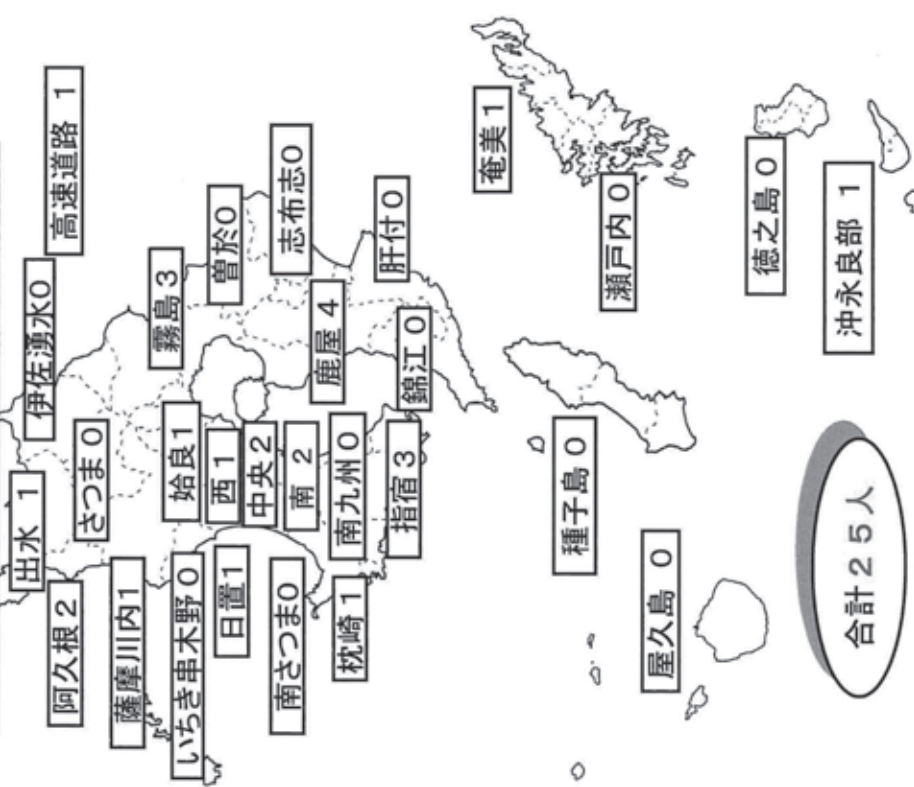 出水 1
伊佐湧水0
高速道路 1
阿久根2
さつま0
薩摩川内1
霧島3
いちき串木野0
姶良1
曽於0
西1
日置1
中央2
志布志0
南さつま0
南 2
鹿屋4
枕崎1
南九州0
肝付0
指宿3
錦江0
奄美1
種子島0
瀬戸内0
屋久島 0
徳之島0
沖永良部 1
合計25人